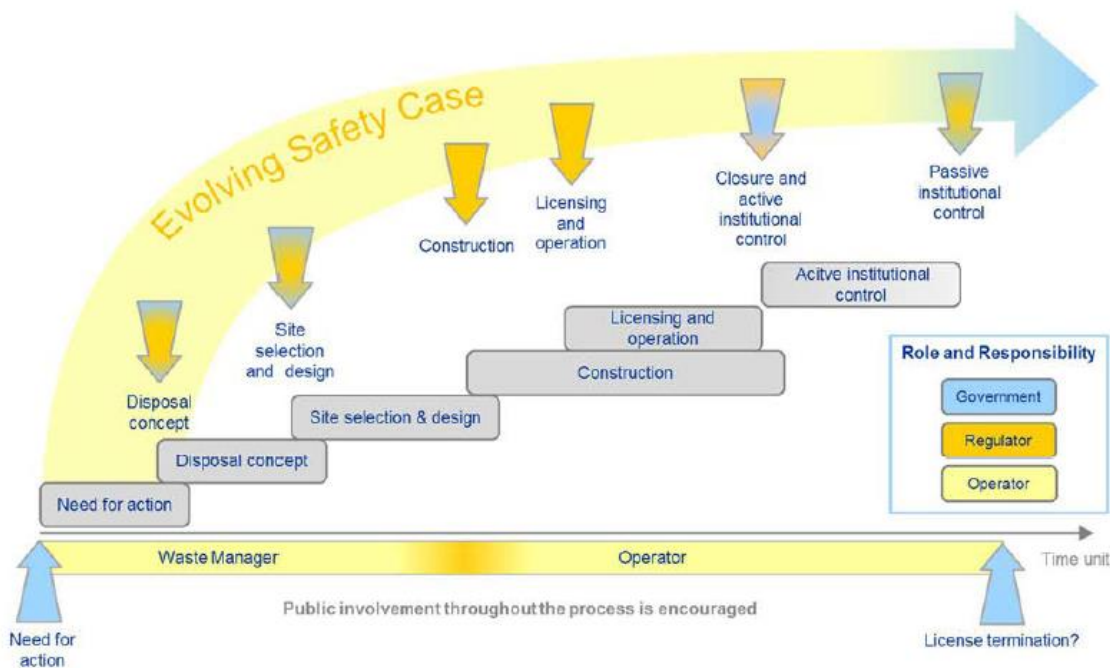 Evolving Safety Case
Disposal
concept
Site
selection
and design
Construction
Licensing
and
operation
Closure and
active
institutional
control
Passive
institutional
control
Acitve institutional
control
Licensing and
operation
Construction
Site selection & design
Disposal concept
Need for action
Role and Responsibility
Government
Regulator
Operator
Waste Manager
Operator
Time unit
Public involvement throughout the process is encouraged
Need for
action
License termination?